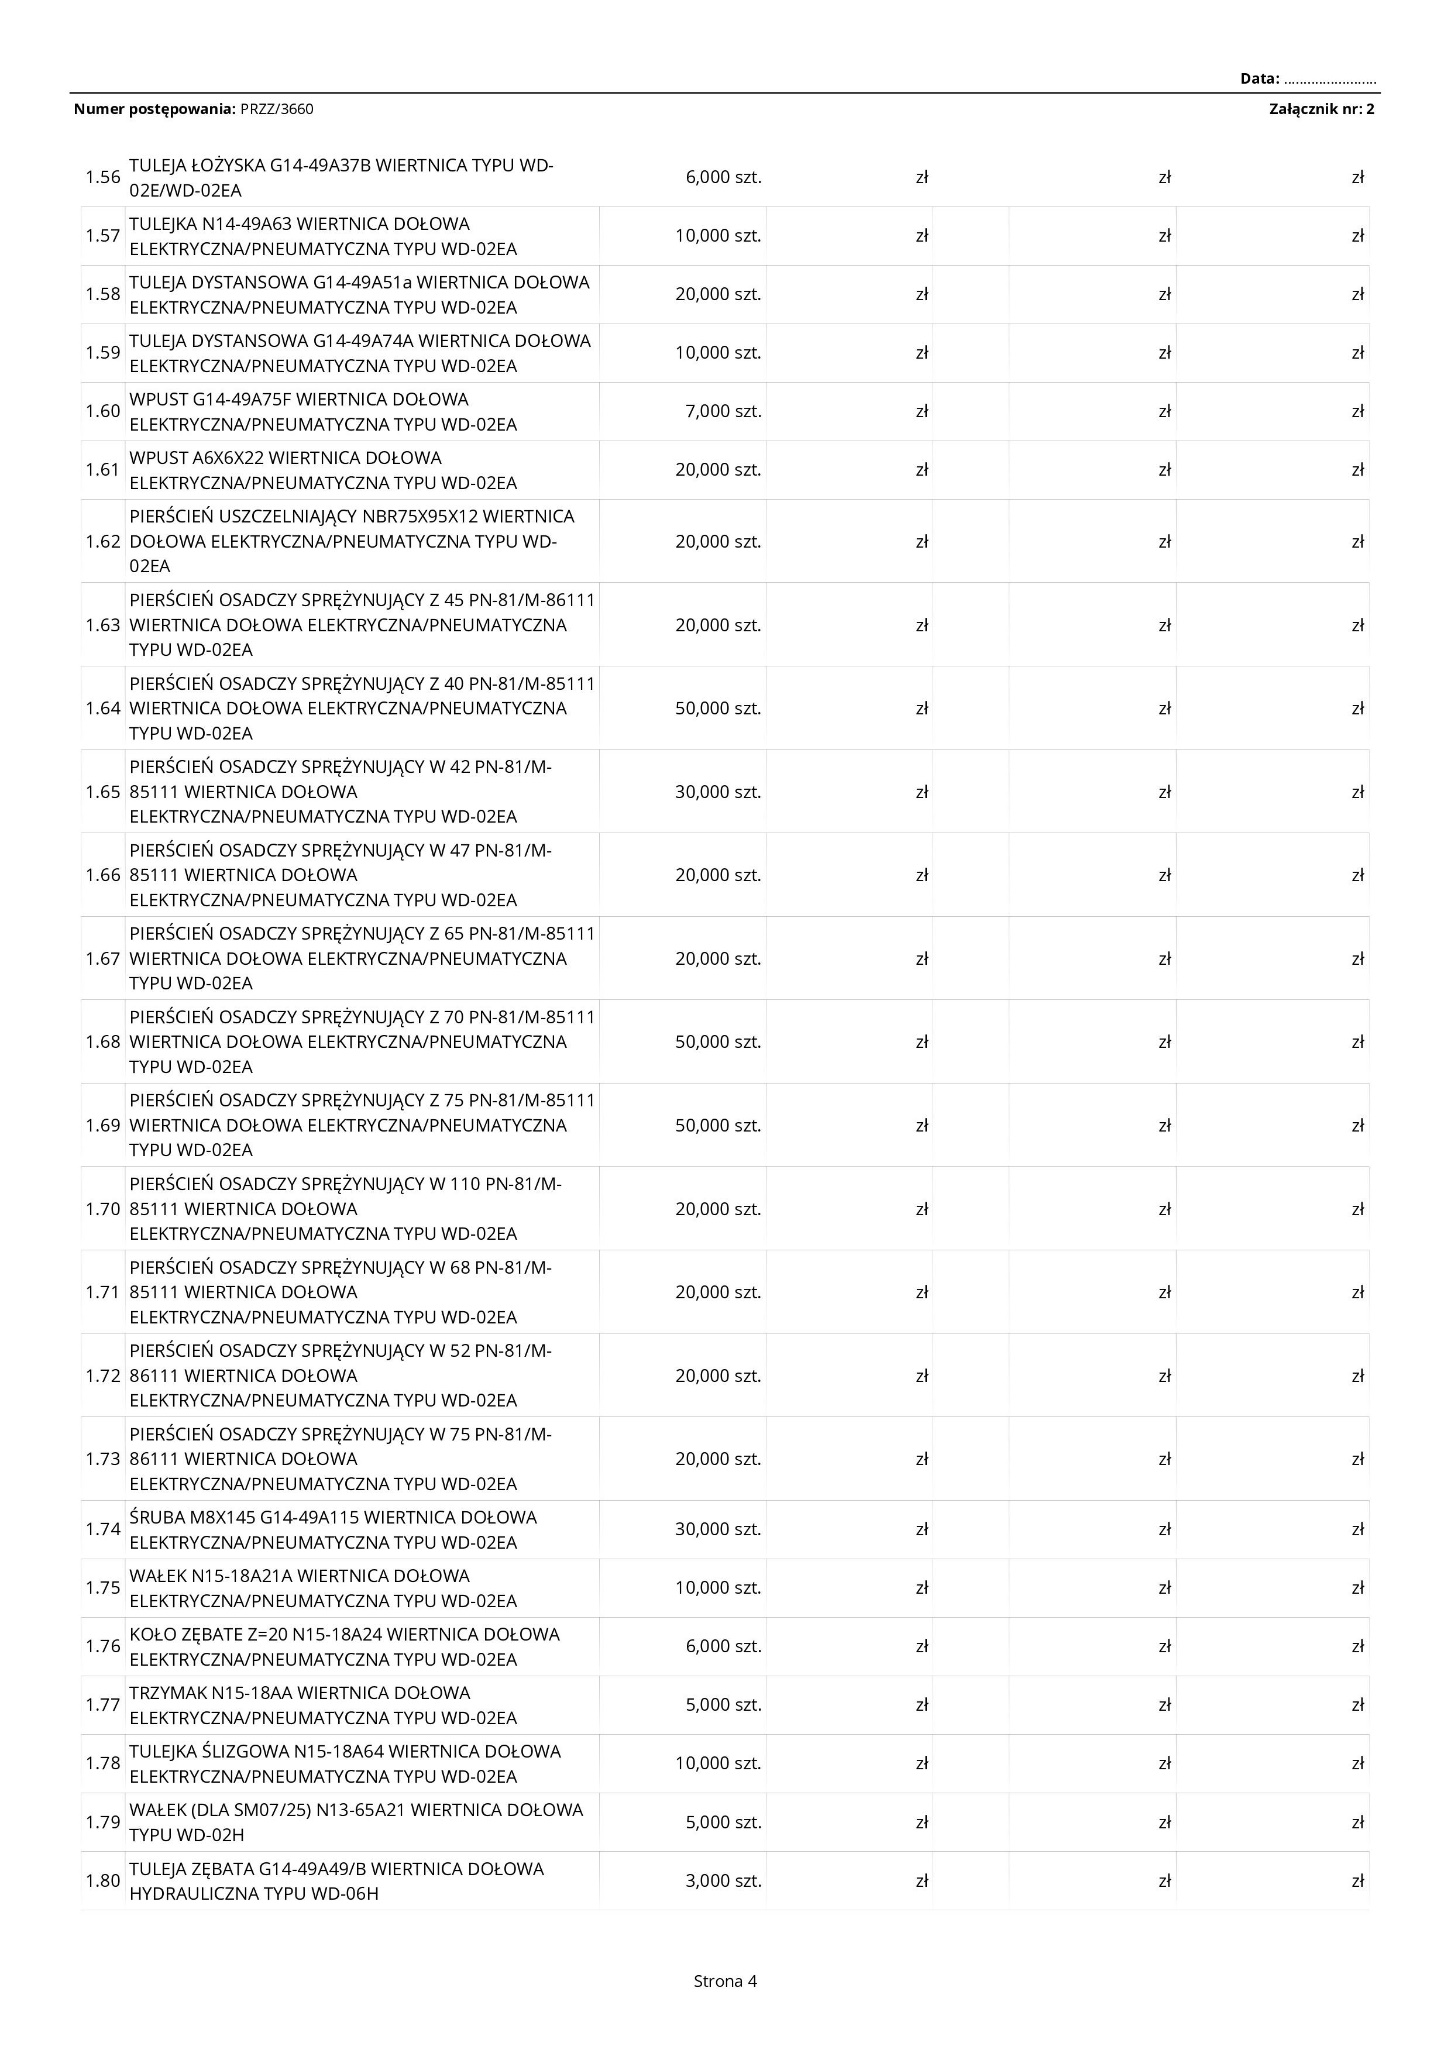 Data: ........................
Numer postępowania: PRZZ/3660 Załącznik nr: 2
TULEJA ŁOŻYSKA G14-49A37B WIERTNICA TYPU WD-
1.56 6,000 szt. zł zł zł
02E/WD-02EA
TULEJKA N14-49A63 WIERTNICA DOŁOWA
1.57 10,000 szt. zł zł zł
ELEKTRYCZNA/PNEUMATYCZNA TYPU WD-02EA
TULEJA DYSTANSOWA G14-49A51a WIERTNICA DOŁOWA
1.58 20,000 szt. zł zł zł
ELEKTRYCZNA/PNEUMATYCZNA TYPU WD-02EA
TULEJA DYSTANSOWA G14-49A74A WIERTNICA DOŁOWA
1.59 10,000 szt. zł zł zł
ELEKTRYCZNA/PNEUMATYCZNA TYPU WD-02EA
WPUST G14-49A75F WIERTNICA DOŁOWA
1.60 7,000 szt. zł zł zł
ELEKTRYCZNA/PNEUMATYCZNA TYPU WD-02EA
WPUST A6X6X22 WIERTNICA DOŁOWA
1.61 20,000 szt. zł zł zł
ELEKTRYCZNA/PNEUMATYCZNA TYPU WD-02EA
PIERŚCIEŃ USZCZELNIAJĄCY NBR75X95X12 WIERTNICA
1.62 DOŁOWA ELEKTRYCZNA/PNEUMATYCZNA TYPU WD- 20,000 szt. zł zł zł
02EA
PIERŚCIEŃ OSADCZY SPRĘŻYNUJĄCY Z 45 PN-81/M-86111
1.63 WIERTNICA DOŁOWA ELEKTRYCZNA/PNEUMATYCZNA 20,000 szt. zł zł zł
TYPU WD-02EA
PIERŚCIEŃ OSADCZY SPRĘŻYNUJĄCY Z 40 PN-81/M-85111
1.64 WIERTNICA DOŁOWA ELEKTRYCZNA/PNEUMATYCZNA 50,000 szt. zł zł zł
TYPU WD-02EA
PIERŚCIEŃ OSADCZY SPRĘŻYNUJĄCY W 42 PN-81/M-
1.65 85111 WIERTNICA DOŁOWA 30,000 szt. zł zł zł
ELEKTRYCZNA/PNEUMATYCZNA TYPU WD-02EA
PIERŚCIEŃ OSADCZY SPRĘŻYNUJĄCY W 47 PN-81/M-
1.66 85111 WIERTNICA DOŁOWA 20,000 szt. zł zł zł
ELEKTRYCZNA/PNEUMATYCZNA TYPU WD-02EA
PIERŚCIEŃ OSADCZY SPRĘŻYNUJĄCY Z 65 PN-81/M-85111
1.67 WIERTNICA DOŁOWA ELEKTRYCZNA/PNEUMATYCZNA 20,000 szt. zł zł zł
TYPU WD-02EA
PIERŚCIEŃ OSADCZY SPRĘŻYNUJĄCY Z 70 PN-81/M-85111
1.68 WIERTNICA DOŁOWA ELEKTRYCZNA/PNEUMATYCZNA 50,000 szt. zł zł zł
TYPU WD-02EA
PIERŚCIEŃ OSADCZY SPRĘŻYNUJĄCY Z 75 PN-81/M-85111
1.69 WIERTNICA DOŁOWA ELEKTRYCZNA/PNEUMATYCZNA 50,000 szt. zł zł zł
TYPU WD-02EA
PIERŚCIEŃ OSADCZY SPRĘŻYNUJĄCY W 110 PN-81/M-
1.70 85111 WIERTNICA DOŁOWA 20,000 szt. zł zł zł
ELEKTRYCZNA/PNEUMATYCZNA TYPU WD-02EA
PIERŚCIEŃ OSADCZY SPRĘŻYNUJĄCY W 68 PN-81/M-
1.71 85111 WIERTNICA DOŁOWA 20,000 szt. zł zł zł
ELEKTRYCZNA/PNEUMATYCZNA TYPU WD-02EA
PIERŚCIEŃ OSADCZY SPRĘŻYNUJĄCY W 52 PN-81/M-
1.72 86111 WIERTNICA DOŁOWA 20,000 szt. zł zł zł
ELEKTRYCZNA/PNEUMATYCZNA TYPU WD-02EA
PIERŚCIEŃ OSADCZY SPRĘŻYNUJĄCY W 75 PN-81/M-
1.73 86111 WIERTNICA DOŁOWA 20,000 szt. zł zł zł
ELEKTRYCZNA/PNEUMATYCZNA TYPU WD-02EA
ŚRUBA M8X145 G14-49A115 WIERTNICA DOŁOWA
1.74 30,000 szt. zł zł zł
ELEKTRYCZNA/PNEUMATYCZNA TYPU WD-02EA
WAŁEK N15-18A21A WIERTNICA DOŁOWA
1.75 10,000 szt. zł zł zł
ELEKTRYCZNA/PNEUMATYCZNA TYPU WD-02EA
KOŁO ZĘBATE Z=20 N15-18A24 WIERTNICA DOŁOWA
1.76 6,000 szt. zł zł zł
ELEKTRYCZNA/PNEUMATYCZNA TYPU WD-02EA
TRZYMAK N15-18AA WIERTNICA DOŁOWA
1.77 5,000 szt. zł zł zł
ELEKTRYCZNA/PNEUMATYCZNA TYPU WD-02EA
TULEJKA ŚLIZGOWA N15-18A64 WIERTNICA DOŁOWA
1.78 10,000 szt. zł zł zł
ELEKTRYCZNA/PNEUMATYCZNA TYPU WD-02EA
WAŁEK (DLA SM07/25) N13-65A21 WIERTNICA DOŁOWA
1.79 5,000 szt. zł zł zł
TYPU WD-02H
TULEJA ZĘBATA G14-49A49/B WIERTNICA DOŁOWA
1.80 3,000 szt. zł zł zł
HYDRAULICZNA TYPU WD-06H
Strona 4